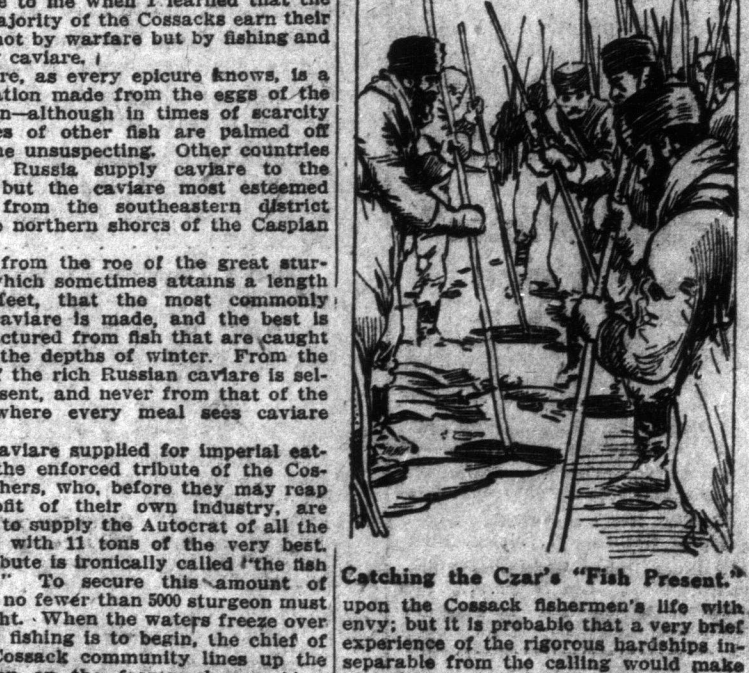 e to me when I learned that the
ajority of the Cossacks earn their
not by warfare but by fishing and
caviare.
re, as every epicure knows, is a
ation made from the eggs of the
n—although in times of scarcity
es of other fish are palmed off
he unsuspecting. Other countries
Russia supply caviare to the
but the caviare most esteemed
from the southeastern district
northern shores of the Caspian
from the roe of the great stur-
which sometimes attains a length
feet, that the most commonly
aviare is made, and the best is
ctured from fish that are caught
the depths of winter. From the
f the rich Russian caviare is sel-
sent, and never from that of the
where every meal sees caviare
aviare supplied for imperial eat-
the enforced tribute of the Cos-
hers, who, before they may reap
ofit of their own industry, are
to supply the Autocrat of all the
with 11 tons of the very best.
bute is ironically called "the fish
" To secure this amount of
no fewer than 5000 sturgeon must
ht. When the waters freeze over
fishing is to begin, the chief of
Cossack community lines up the
Catching the Czar's "Fish Present."
upon the Cossack fishermen's life with
envy; but it is probable that a very brief
experience of the rigorous hardships in-
separable from the calling would make